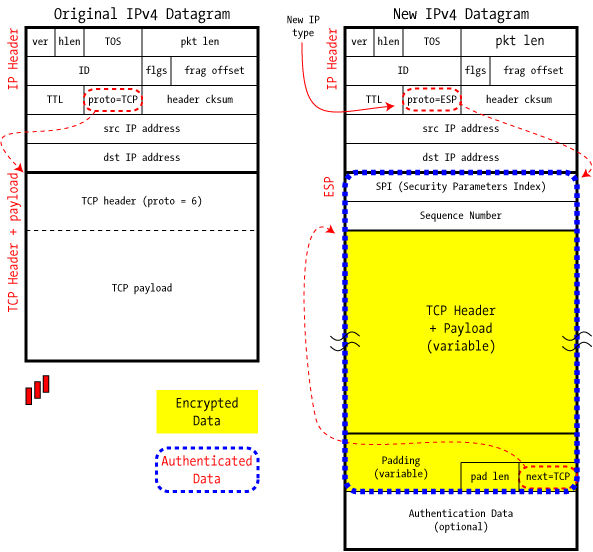 Original IPv4 Datagram
IP Header
ver hlen TOS pkt len
ID flgs frag offset
TTL proto=TCP header cksum
src IP address
dst IP address
TCP Header + payload
TCP header (proto = 6)
TCP payload
Encrypted
Data
Authenticated
Data
New IPv4 Datagram
New IP
type
IP Header
ver hlen TOS pkt len
ID flgs frag offset
TTL proto=ESP header cksum
src IP address
dst IP address
ESP
SPI (Security Parameters Index)
Sequence Number
TCP Header
+ Payload
(variable)
Padding
(variable)
pad len next=TCP
Authentication Data
(optional)